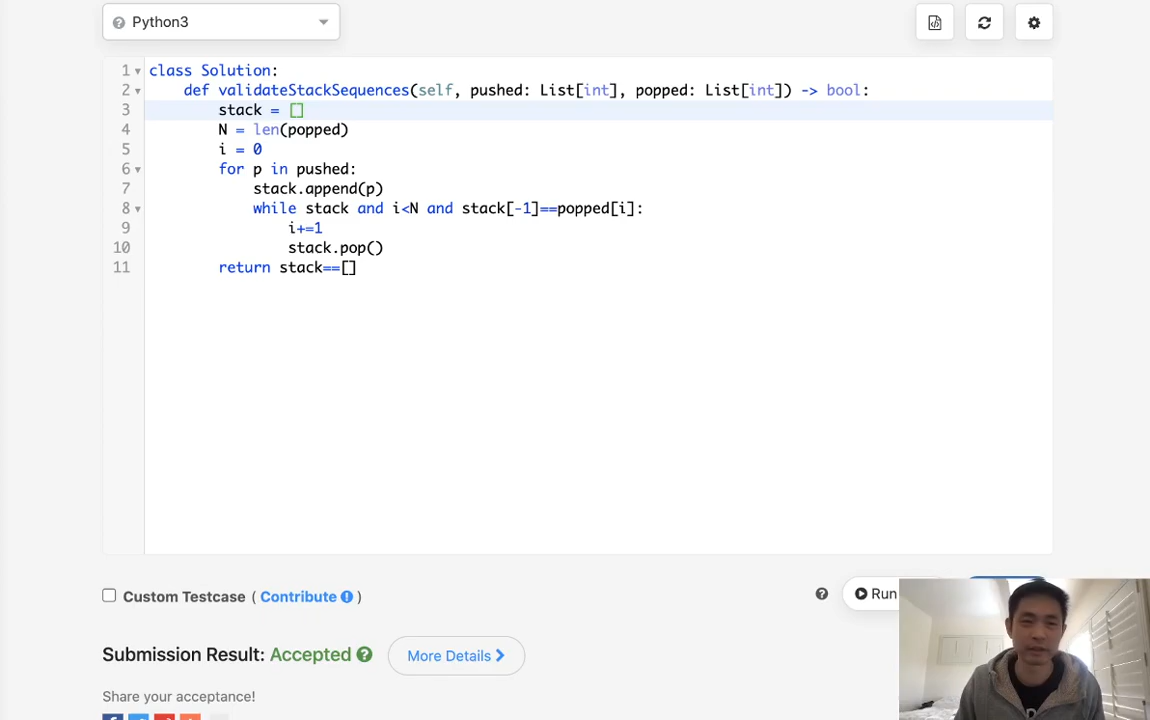 Python3
1 class Solution:
2 def validateStackSequences(self, pushed: List[int], popped: List[int]) -> bool:
3 stack = []
4 N = len(popped)
5 i = 0
6 for p in pushed:
7 stack.append(p)
8 while stack and i<N and stack[-1]==popped[i]:
9 i+=1
10 stack.pop()
11 return stack==[]
Custom Testcase ( Contribute )
Run
Submission Result: Accepted
More Details
Share your acceptance!